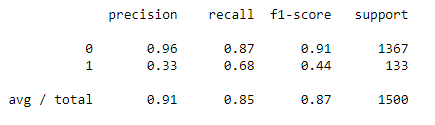 precision recall f1-score support
0 0.96 0.87 0.91 1367
1 0.33 0.68 0.44 133
avg / total 0.91 0.85 0.87 1500